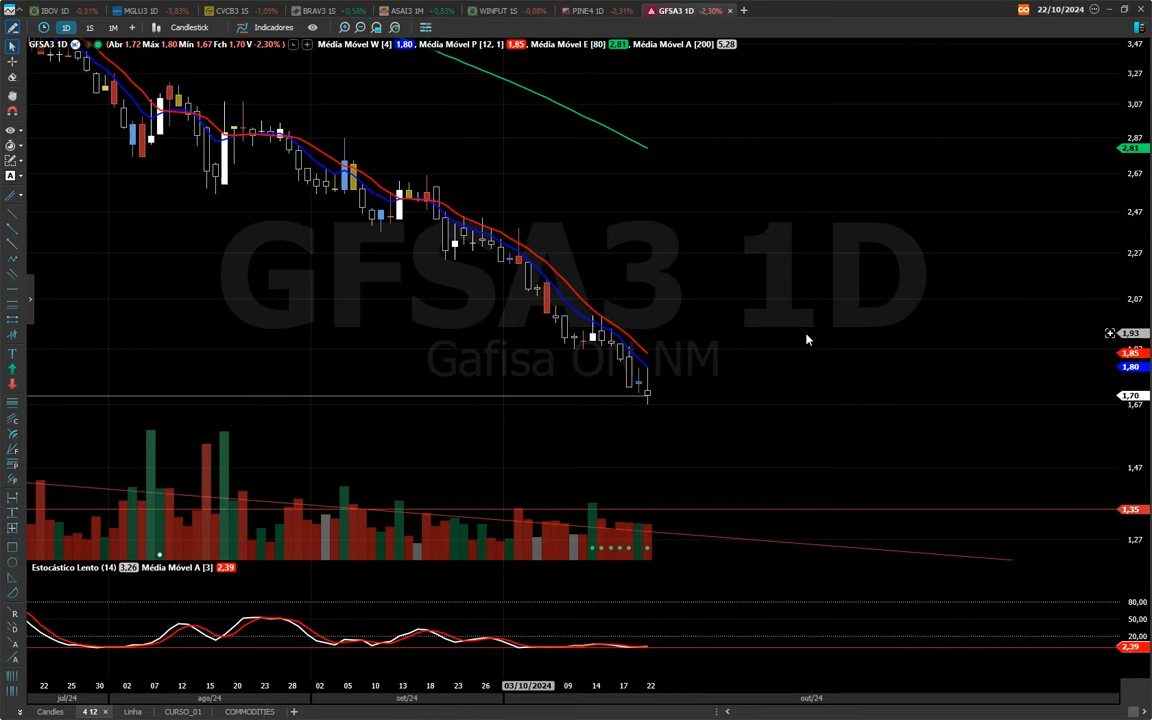 IBOV 1D -0,31% MGLU3 1D -3,83% CVCB3 1S -1,05% BRAV3 1S +0,58% ASAI3 1M +0,83% WINFUT 1S -0,08% PINE4 1D -2,31% GFSA3 1D -2,30% × + 22/10/2024
1D 1S 1M + Candlestick Indicadores
GFSA3 1D (Abr 1,72 Máx 1,80 Mín 1,67 Fch 1,70 V -2,30%) Média Móvel W [4] 1,80, Média Móvel P [12, 1] 1,85, Média Móvel E [80] 2,81, Média Móvel A [200] 5,28
3,47
3,27
3,07
2,87
2,81
2,67
2,47
2,27
2,07
1,93
1,85
1,80
1,70
1,67
1,47
1,35
1,27
GFSA3 1D
Gafisa ON NM
Estocástico Lento (14) 3,26 Média Móvel A [3] 2,39
80,00
50,00
20,00
2,39
22 25 30 02 07 12 15 20 23 28 02 05 10 13 18 23 26 03/10/2024 09 14 17 22
jul/24 ago/24 set/24 out/24
Candles 4 12 × Linha CURSO_01 COMMODITIES +